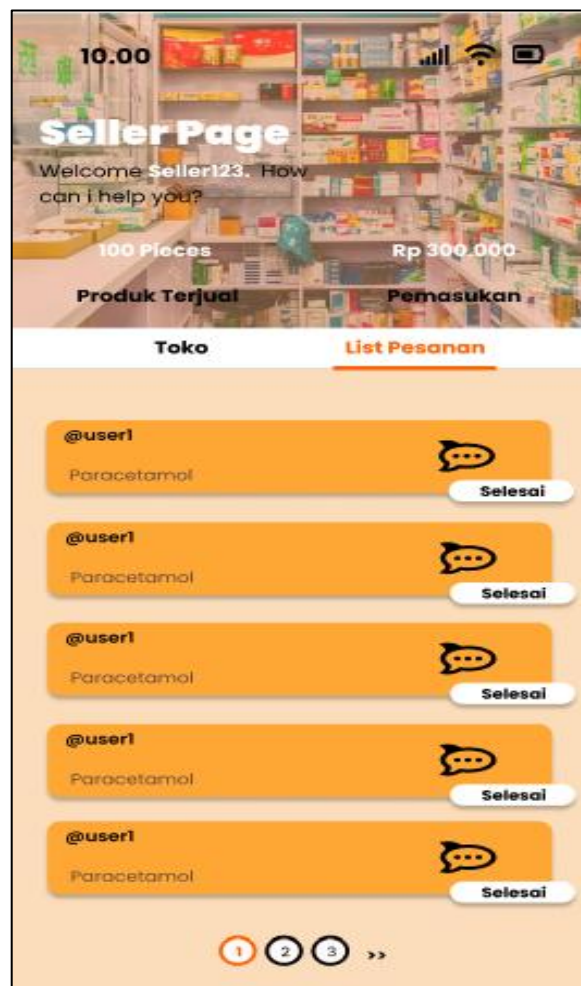 10.00
Seller Page
Welcome Seller123. How
can i help you?
100 Pieces
Rp 300.000
Produk Terjual
Pemasukan
Toko
List Pesanan
@user1
Paracetamol
Selesai
@user1
Paracetamol
Selesai
@user1
Paracetamol
Selesai
@user1
Paracetamol
Selesai
@user1
Paracetamol
Selesai
1 2 3 >>